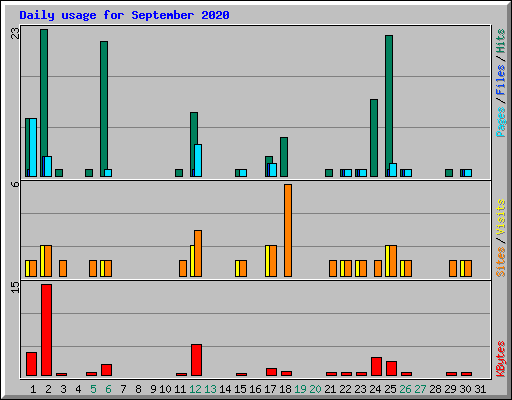 Daily usage for September 2020
23
6
15
Pages / Files / Hits
Sites / Visits
KBytes
1 2 3 4 5 6 7 8 9 10 11 12 13 14 15 16 17 18 19 20 21 22 23 24 25 26 27 28 29 30 31